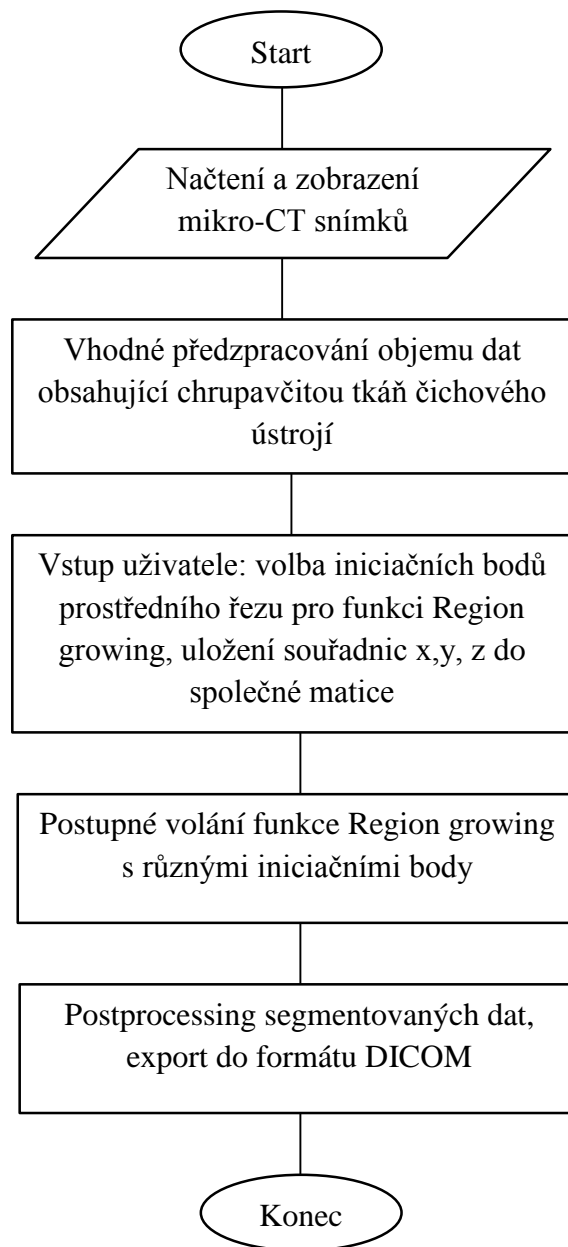 Start
Načtení a zobrazení
mikro-CT snímků
Vhodné předzpracování objemu dat
obsahující chrupavčitou tkáň čichového
ústrojí
Vstup uživatele: volba iniciačních bodů
prostředního řezu pro funkci Region
growing, uložení souřadnic x,y, z do
společné matice
Postupné volání funkce Region growing
s různými iniciačními body
Postprocessing segmentovaných dat,
export do formátu DICOM
Konec